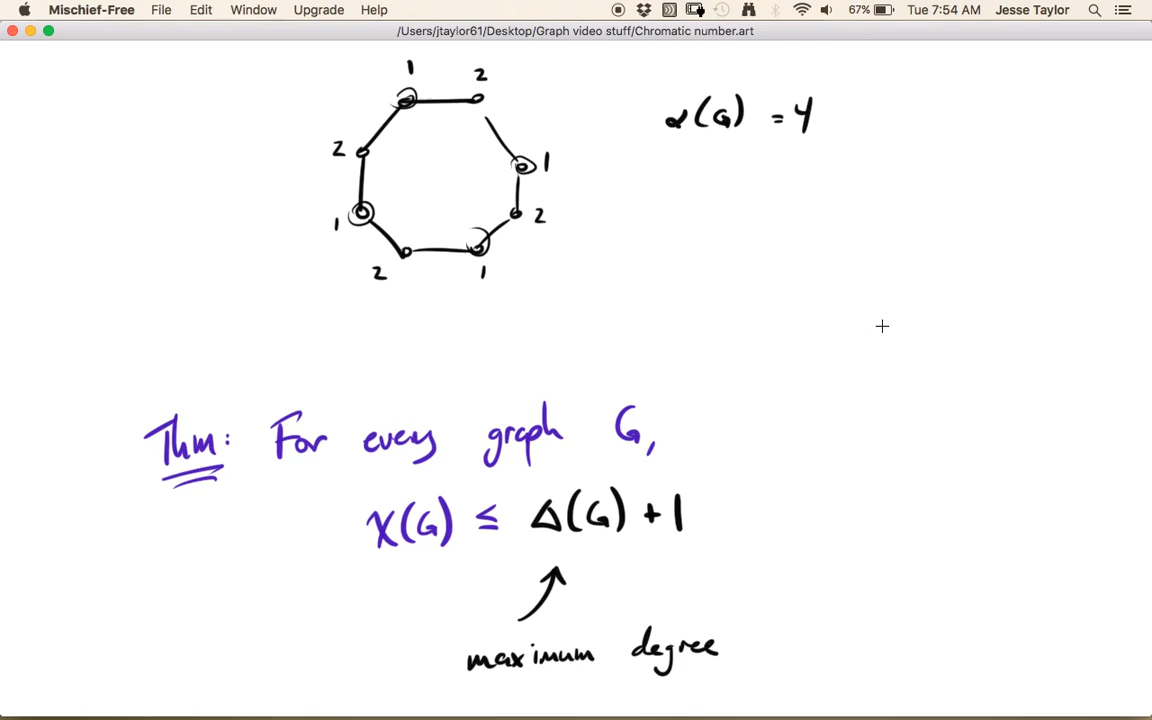 Mischief-Free File Edit Window Upgrade Help 67% Tue 7:54 AM Jesse Taylor
/Users/jtaylor61/Desktop/Graph video stuff/Chromatic number.art
1 2
2 1
1 2
2 1
α(G) = 4
Thm: For every graph G,
χ(G) ≤ Δ(G) + 1
maximum degree